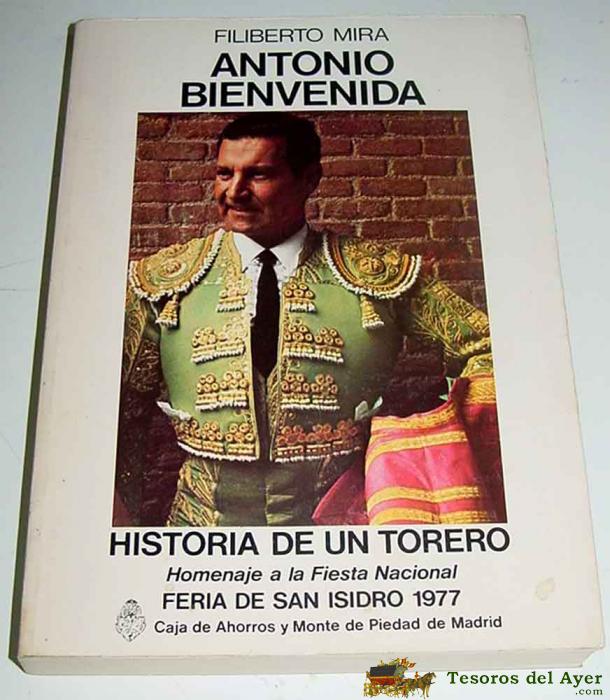 FILIBERTO MIRA
ANTONIO
BIENVENIDA
HISTORIA DE UN TORERO
Homenaje a la Fiesta Nacional
FERIA DE SAN ISIDRO 1977
Caja de Ahorros y Monte de Piedad de Madrid
Tesoros del Ayer
.com